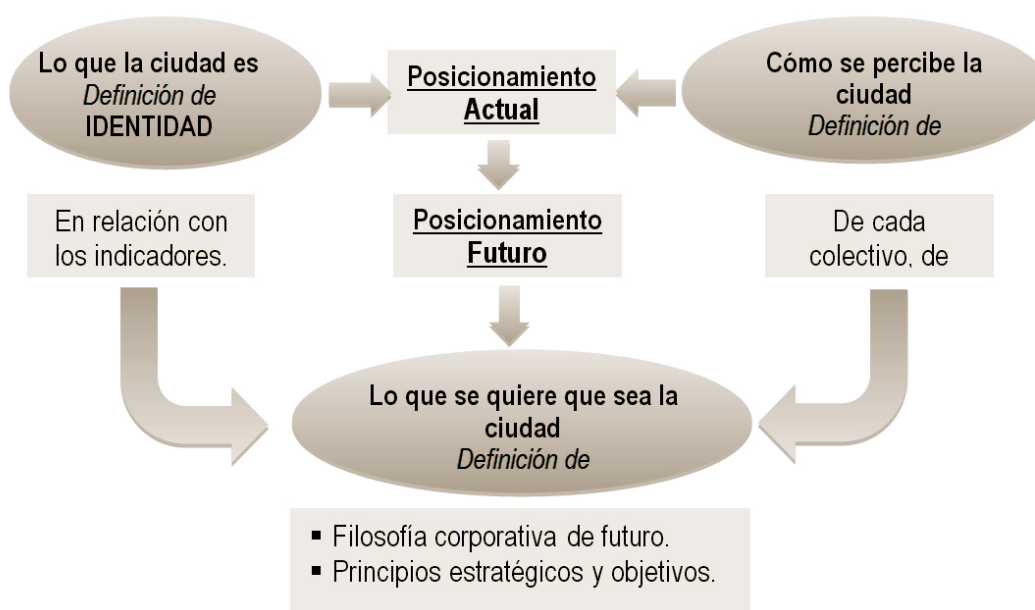 Lo que la ciudad es
Definición de
IDENTIDAD
Posicionamiento
Actual
Cómo se percibe la
ciudad
Definición de
En relación con
los indicadores.
Posicionamiento
Futuro
De cada
colectivo, de
Lo que se quiere que sea la
ciudad
Definición de
▪ Filosofía corporativa de futuro.
▪ Principios estratégicos y objetivos.